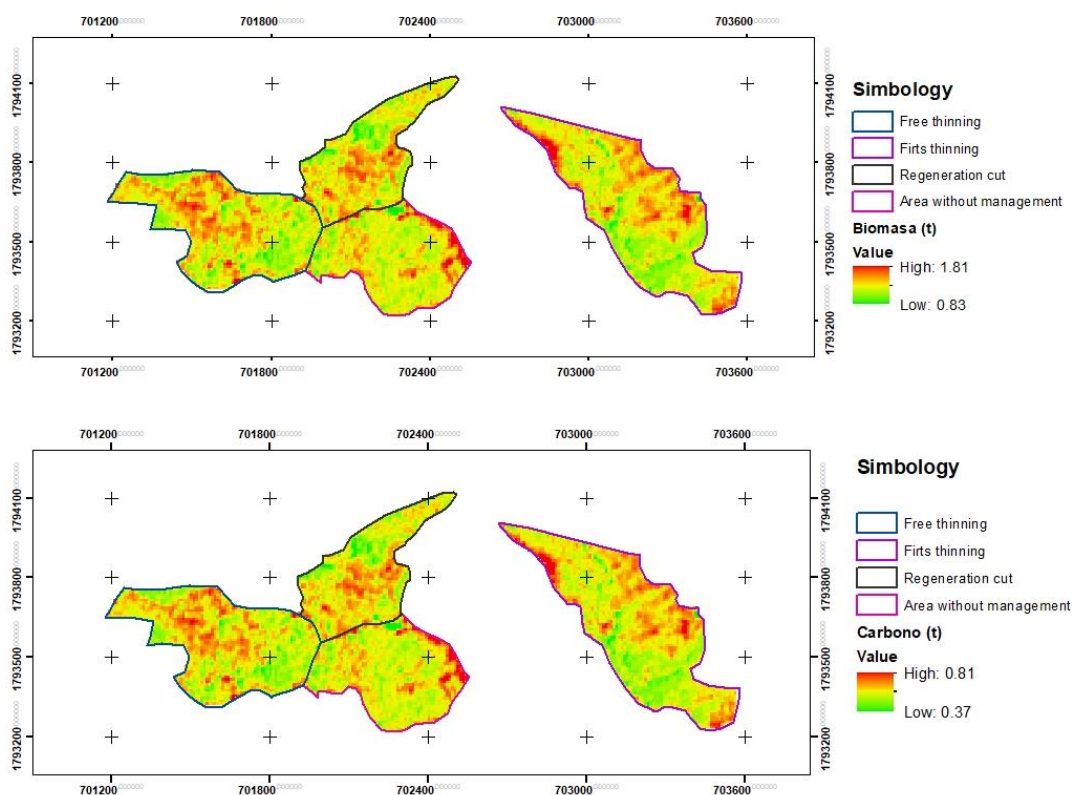 701200 701800 702400 703000 703600
1794100 1794100
1793800 1793800
1793500 1793500
1793200 1793200
701200 701800 702400 703000 703600
Simbology
Free thinning
Firts thinning
Regeneration cut
Area without management
Biomasa (t)
Value
High: 1.81
Low: 0.83
701200 701800 702400 703000 703600
1794100 1794100
1793800 1793800
1793500 1793500
1793200 1793200
701200 701800 702400 703000 703600
Simbology
Free thinning
Firts thinning
Regeneration cut
Area without management
Carbono (t)
Value
High: 0.81
Low: 0.37